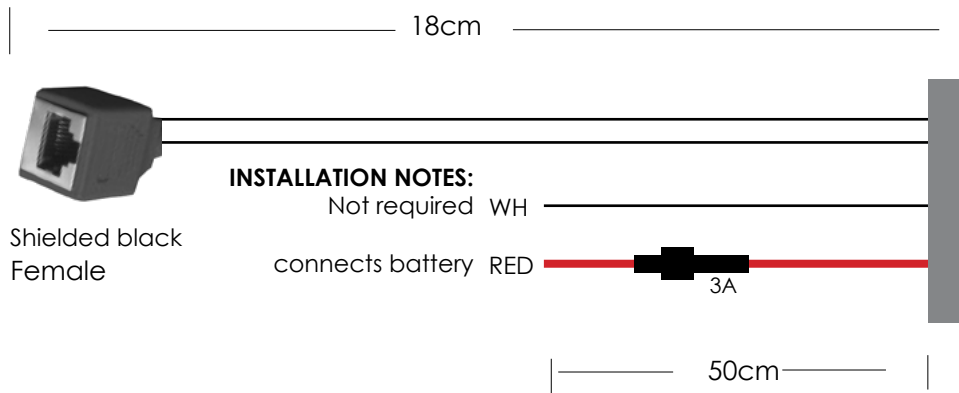 18cm
INSTALLATION NOTES:
Not required WH
Shielded black
Female
connects battery RED
3A
50cm